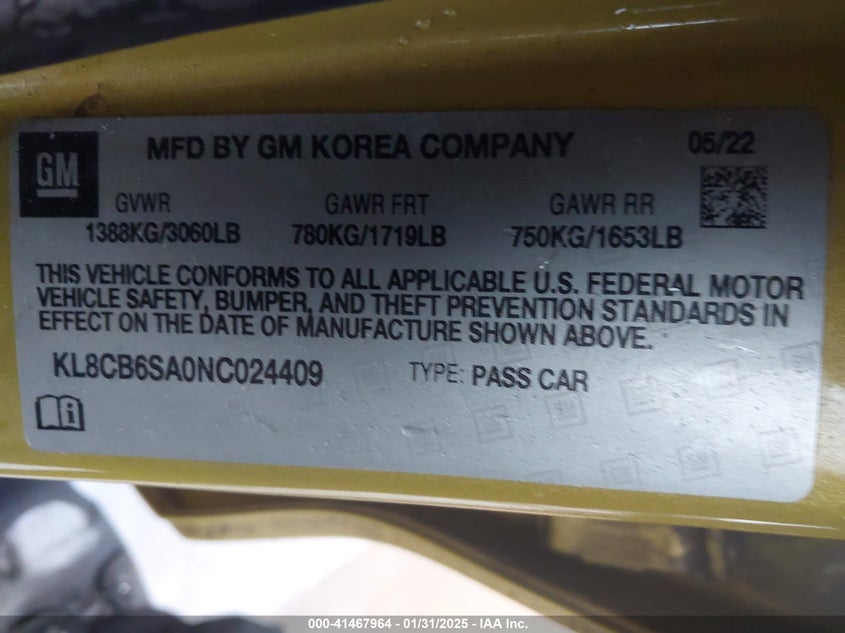 GM
MFD BY GM KOREA COMPANY 05/22
GVWR GAWR FRT GAWR RR
1388KG/3060LB 780KG/1719LB 750KG/1653LB
THIS VEHICLE CONFORMS TO ALL APPLICABLE U.S. FEDERAL MOTOR
VEHICLE SAFETY, BUMPER, AND THEFT PREVENTION STANDARDS IN
EFFECT ON THE DATE OF MANUFACTURE SHOWN ABOVE.
KL8CB6SA0NC024409 TYPE: PASS CAR
000-41467964 / 01/31/2025 - © IAA Inc.